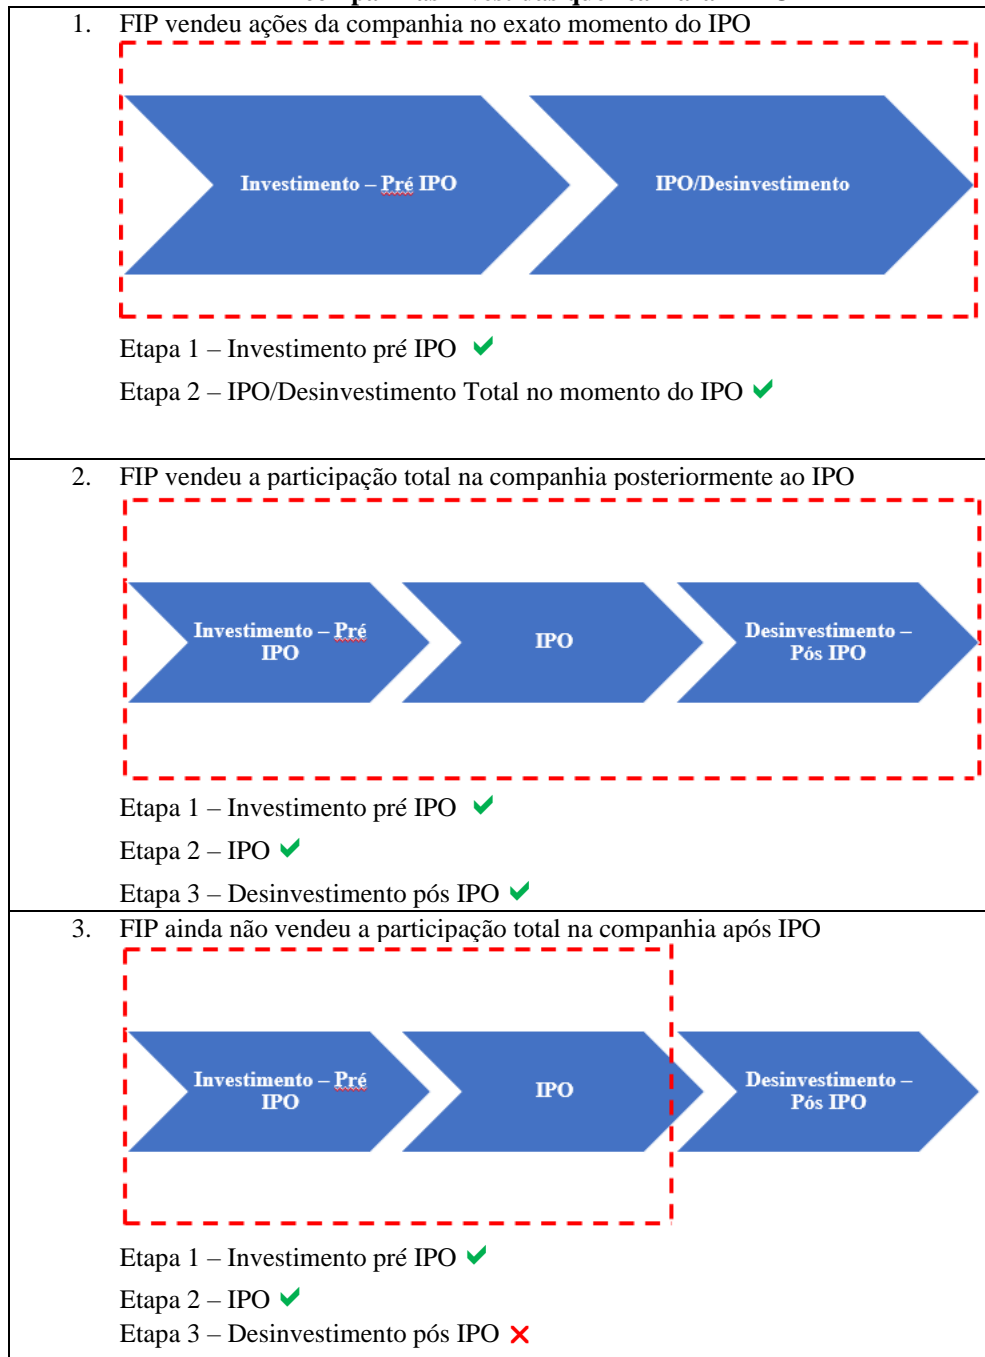 1. FIP vendeu ações da companhia no exato momento do IPO
Investimento – Pré IPO
IPO/Desinvestimento
Etapa 1 – Investimento pré IPO
Etapa 2 – IPO/Desinvestimento Total no momento do IPO
2. FIP vendeu a participação total na companhia posteriormente ao IPO
Investimento – Pré
IPO
IPO
Desinvestimento –
Pós IPO
Etapa 1 – Investimento pré IPO
Etapa 2 – IPO
Etapa 3 – Desinvestimento pós IPO
3. FIP ainda não vendeu a participação total na companhia após IPO
Investimento – Pré
IPO
IPO
Desinvestimento –
Pós IPO
Etapa 1 – Investimento pré IPO
Etapa 2 – IPO
Etapa 3 – Desinvestimento pós IPO